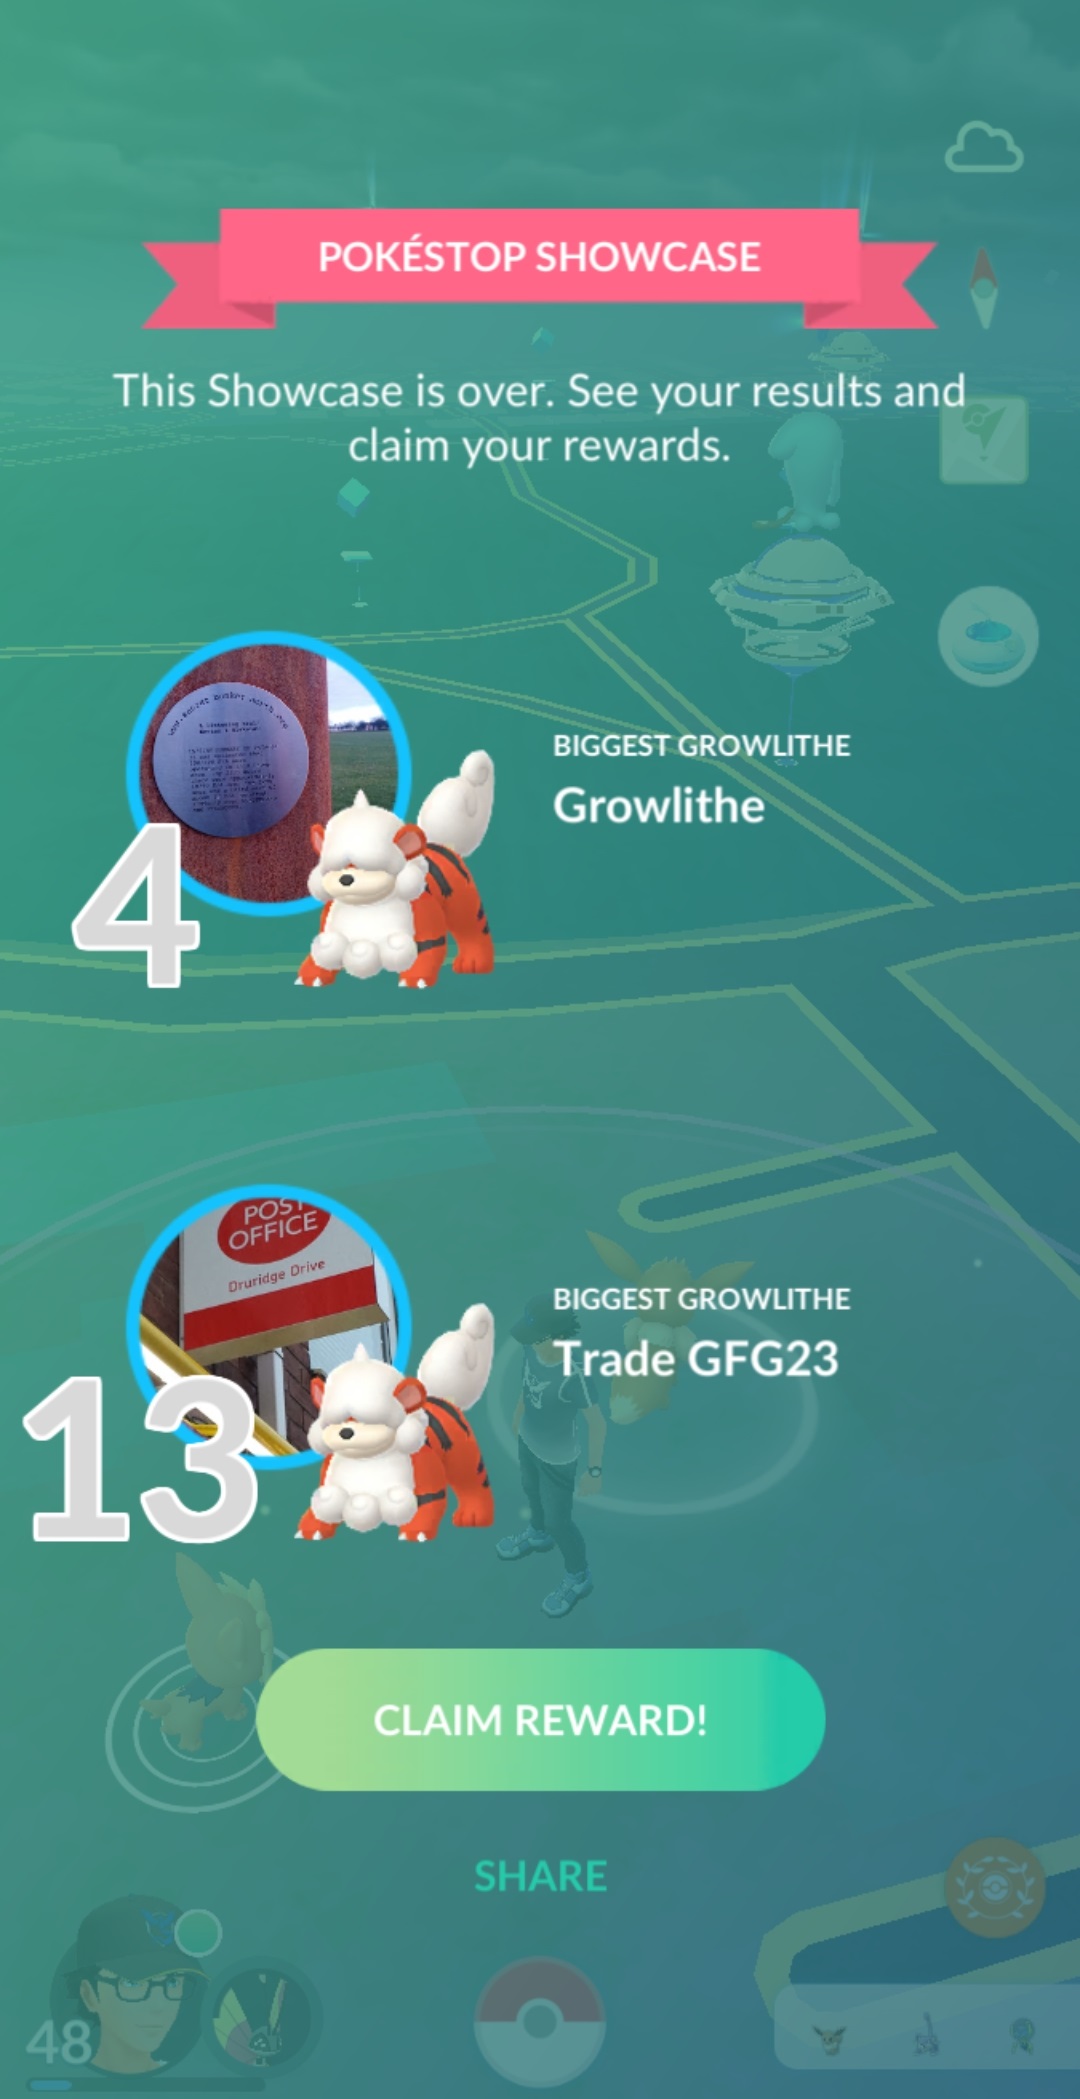 POKÉSTOP SHOWCASE
This Showcase is over. See your results and
claim your rewards.
BIGGEST GROWLITHE
Growlithe
4
POST
OFFICE
Druridge Drive
BIGGEST GROWLITHE
Trade GFG23
13
CLAIM REWARD!
SHARE
48